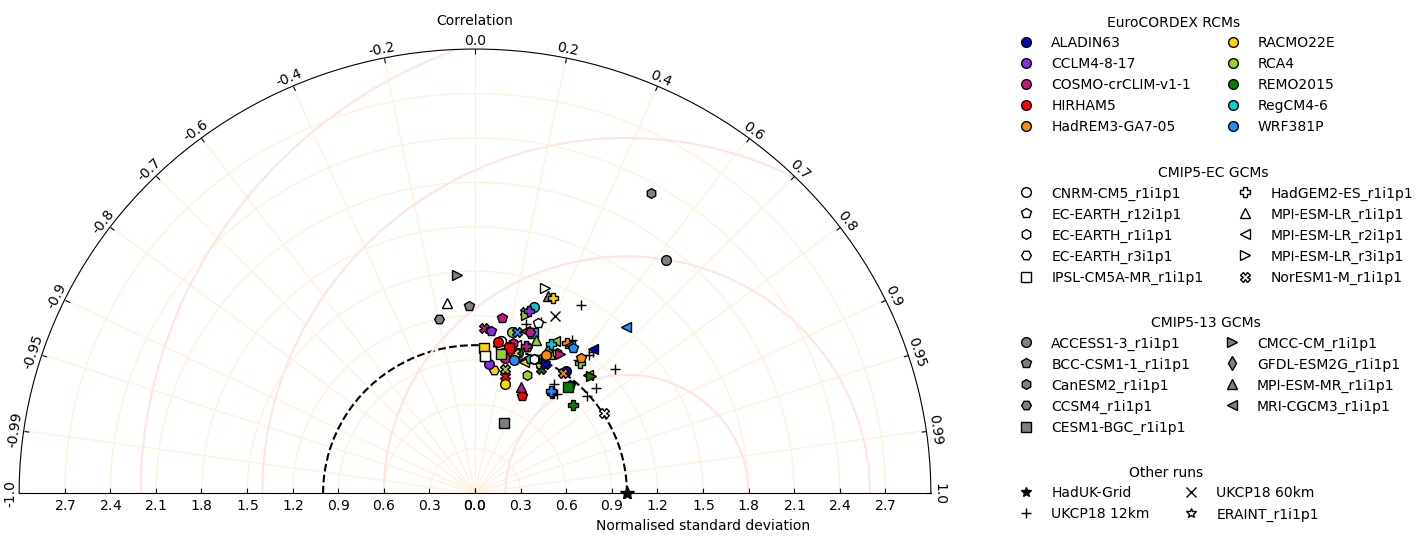 Correlation
-1.0
-0.99
-0.95
-0.9
-0.8
-0.7
-0.6
-0.4
-0.2
0.0
0.2
0.4
0.6
0.7
0.8
0.9
0.95
0.99
1.0
2.7 2.4 2.1 1.8 1.5 1.2 0.9 0.6 0.3 0.0 0.3 0.6 0.9 1.2 1.5 1.8 2.1 2.4 2.7
Normalised standard deviation
EuroCORDEX RCMs
ALADIN63 RACMO22E
CCLM4-8-17 RCA4
COSMO-crCLIM-v1-1 REMO2015
HIRHAM5 RegCM4-6
HadREM3-GA7-05 WRF381P
CMIP5-EC GCMs
CNRM-CM5_r1i1p1 HadGEM2-ES_r1i1p1
EC-EARTH_r12i1p1 MPI-ESM-LR_r1i1p1
EC-EARTH_r1i1p1 MPI-ESM-LR_r2i1p1
EC-EARTH_r3i1p1 MPI-ESM-LR_r3i1p1
IPSL-CM5A-MR_r1i1p1 NorESM1-M_r1i1p1
CMIP5-13 GCMs
ACCESS1-3_r1i1p1 CMCC-CM_r1i1p1
BCC-CSM1-1_r1i1p1 GFDL-ESM2G_r1i1p1
CanESM2_r1i1p1 MPI-ESM-MR_r1i1p1
CCSM4_r1i1p1 MRI-CGCM3_r1i1p1
CESM1-BGC_r1i1p1
Other runs
HadUK-Grid UKCP18 60km
UKCP18 12km ERAINT_r1i1p1